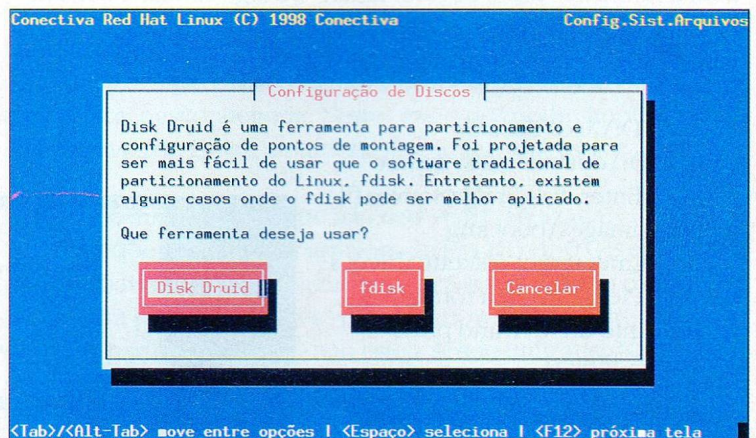 Conectiva Red Hat Linux (C) 1998 Conectiva Config.Sist.Arquivos
Configuração de Discos
Disk Druid é uma ferramenta para particionamento e
configuração de pontos de montagem. Foi projetada para
ser mais fácil de usar que o software tradicional de
particionamento do Linux, fdisk. Entretanto, existem
alguns casos onde o fdisk pode ser melhor aplicado.
Que ferramenta deseja usar?
Disk Druid fdisk Cancelar
<Tab>/<Alt-Tab> move entre opções | <Espaço> seleciona | <F12> próxima tela